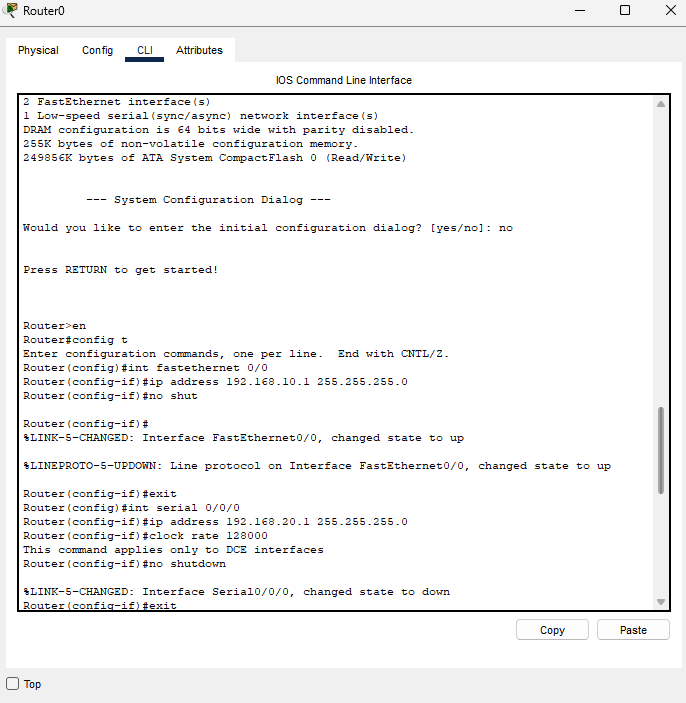 Router0
Physical Config CLI Attributes
IOS Command Line Interface
2 FastEthernet interface(s)
1 Low-speed serial(sync/async) network interface(s)
DRAM configuration is 64 bits wide with parity disabled.
255K bytes of non-volatile configuration memory.
249856K bytes of ATA System CompactFlash 0 (Read/Write)
--- System Configuration Dialog ---
Would you like to enter the initial configuration dialog? [yes/no]: no
Press RETURN to get started!
Router>en
Router#config t
Enter configuration commands, one per line.  End with CNTL/Z.
Router(config)#int fastethernet 0/0
Router(config-if)#ip address 192.168.10.1 255.255.255.0
Router(config-if)#no shut
Router(config-if)#
%LINK-5-CHANGED: Interface FastEthernet0/0, changed state to up
%LINEPROTO-5-UPDOWN: Line protocol on Interface FastEthernet0/0, changed state to up
Router(config-if)#exit
Router(config)#int serial 0/0/0
Router(config-if)#ip address 192.168.20.1 255.255.255.0
Router(config-if)#clock rate 128000
This command applies only to DCE interfaces
Router(config-if)#no shutdown
%LINK-5-CHANGED: Interface Serial0/0/0, changed state to down
Router(config-if)#exit
Copy Paste
Top